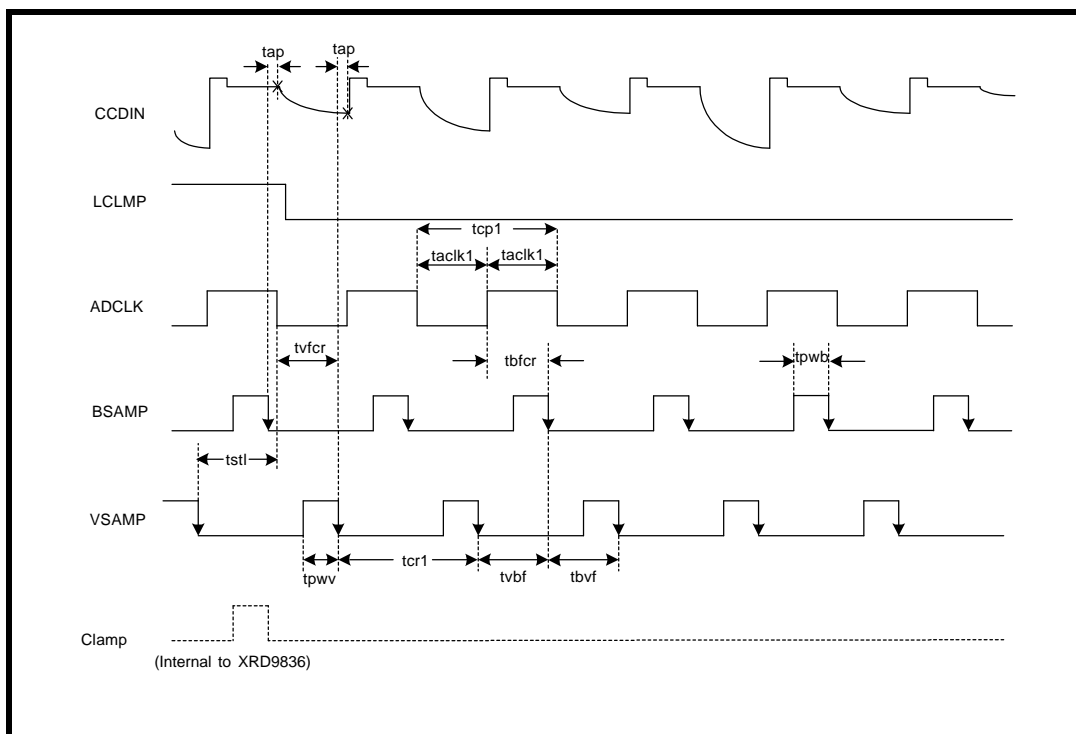 tap
tap
CCDIN
LCLMP
tcp1
taclk1
taclk1
ADCLK
tvfcr
tbfcr
tpwb
BSAMP
tstl
VSAMP
tpwv
tcr1
tvbf
tbvf
Clamp
(Internal to XRD9836)